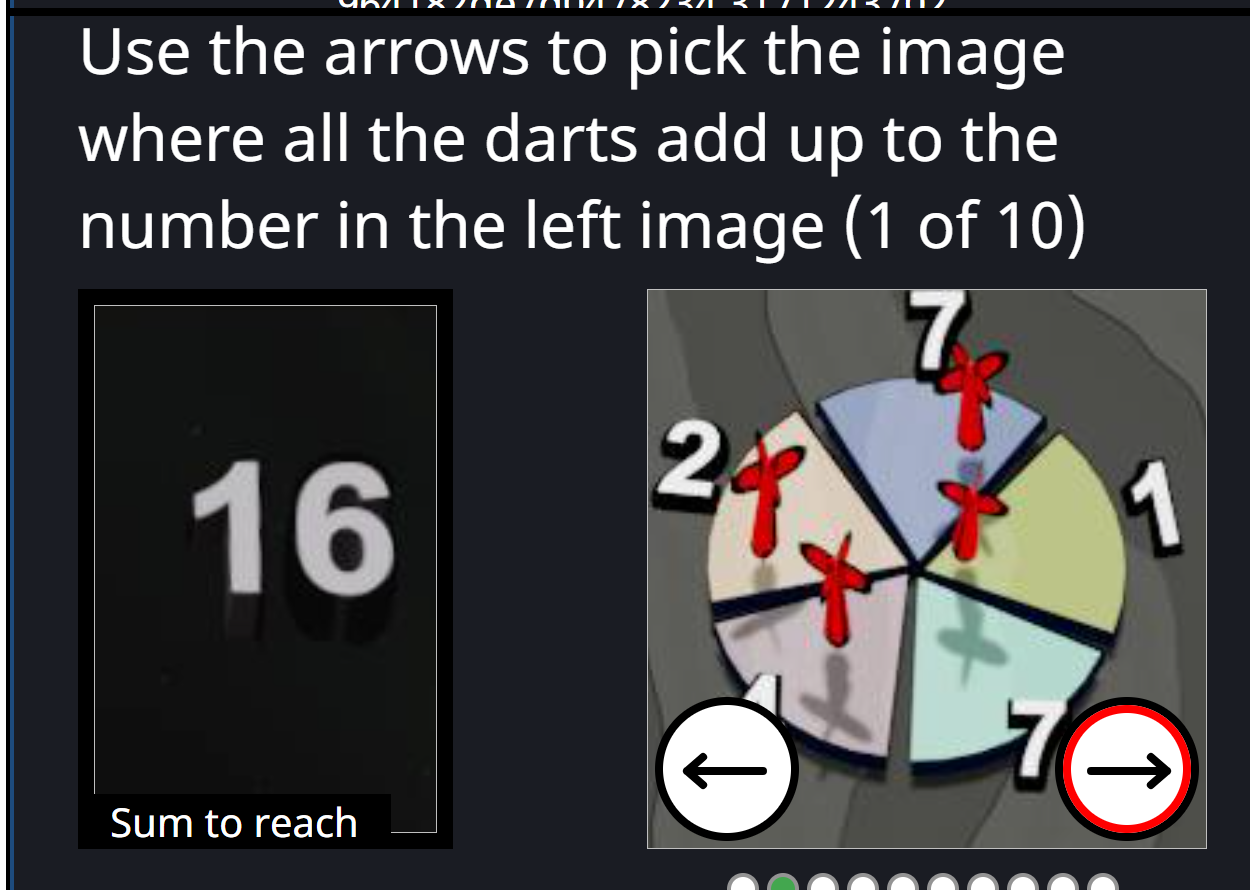 Use the arrows to pick the image
where all the darts add up to the
number in the left image (1 of 10)
16
Sum to reach
7
2
1
7